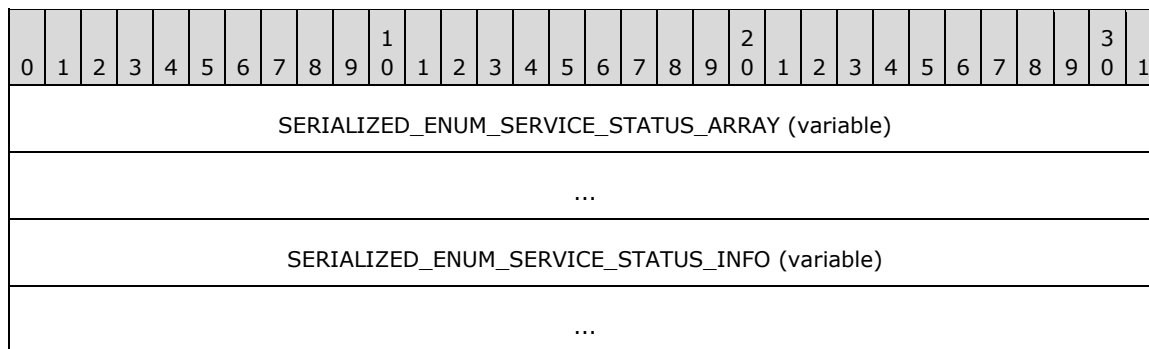 1 2 3
0 1 2 3 4 5 6 7 8 9 0 1 2 3 4 5 6 7 8 9 0 1 2 3 4 5 6 7 8 9 0 1
SERIALIZED_ENUM_SERVICE_STATUS_ARRAY (variable)
...
SERIALIZED_ENUM_SERVICE_STATUS_INFO (variable)
...